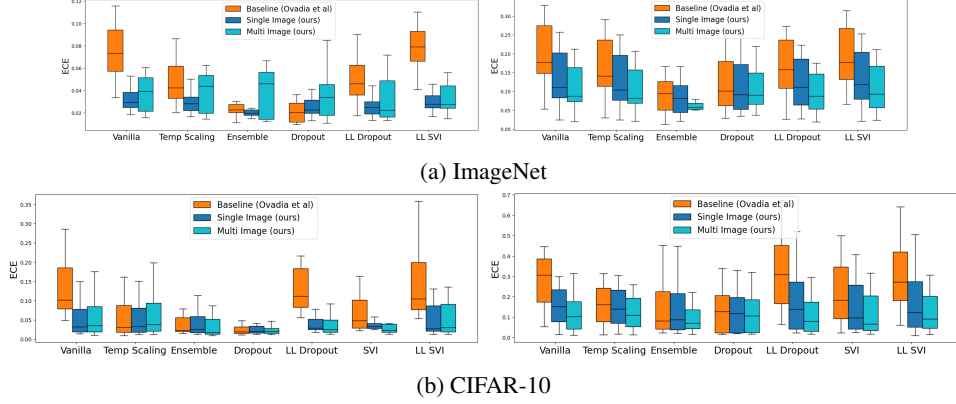 0.12
0.10
0.08
0.06
0.04
0.02
ECE
Baseline (Ovadia et al)
Single Image (ours)
Multi Image (ours)
Vanilla Temp Scaling Ensemble Dropout LL Dropout LL SVI
0.30
0.25
0.20
0.15
0.10
0.05
0.00
ECE
Baseline (Ovadia et al)
Single Image (ours)
Multi Image (ours)
Vanilla Temp Scaling Ensemble Dropout LL Dropout LL SVI
(a) ImageNet
0.35
0.30
0.25
0.20
0.15
0.10
0.05
0.00
ECE
Baseline (Ovadia et al)
Single Image (ours)
Multi Image (ours)
Vanilla Temp Scaling Ensemble Dropout LL Dropout SVI LL SVI
0.7
0.6
0.5
0.4
0.3
0.2
0.1
0.0
ECE
Baseline (Ovadia et al)
Single Image (ours)
Multi Image (ours)
Vanilla Temp Scaling Ensemble Dropout LL Dropout SVI LL SVI
(b) CIFAR-10